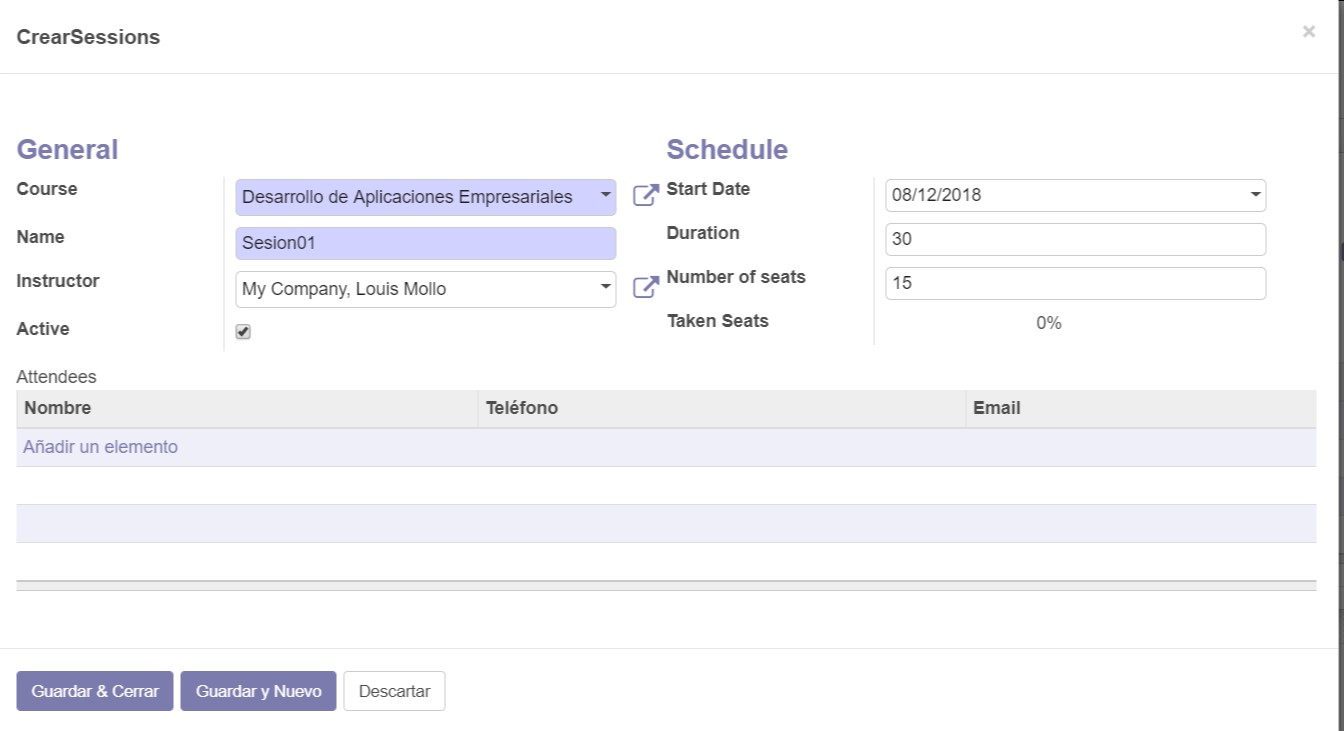 CrearSessions
×
General
Course
Desarrollo de Aplicaciones Empresariales
Name
Sesion01
Instructor
My Company, Louis Mollo
Active
Schedule
Start Date
08/12/2018
Duration
30
Number of seats
15
Taken Seats
0%
Attendees
Nombre Teléfono Email
Añadir un elemento
Guardar & Cerrar Guardar y Nuevo Descartar